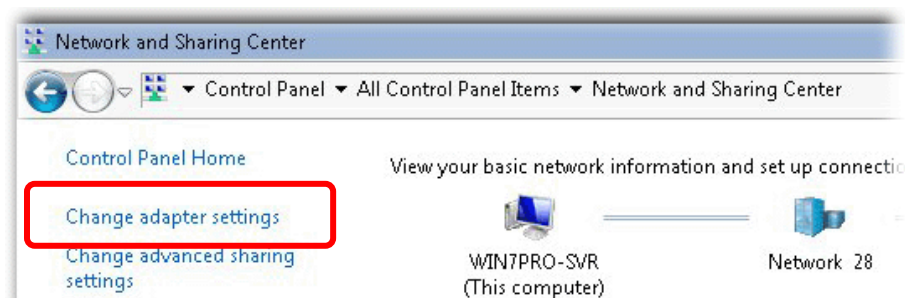 Network and Sharing Center
Control Panel All Control Panel Items Network and Sharing Center
Control Panel Home
View your basic network information and set up
Change adapter settings
Change advanced sharing
settings
WIN7PRO-SVR
(This computer)
Network 28